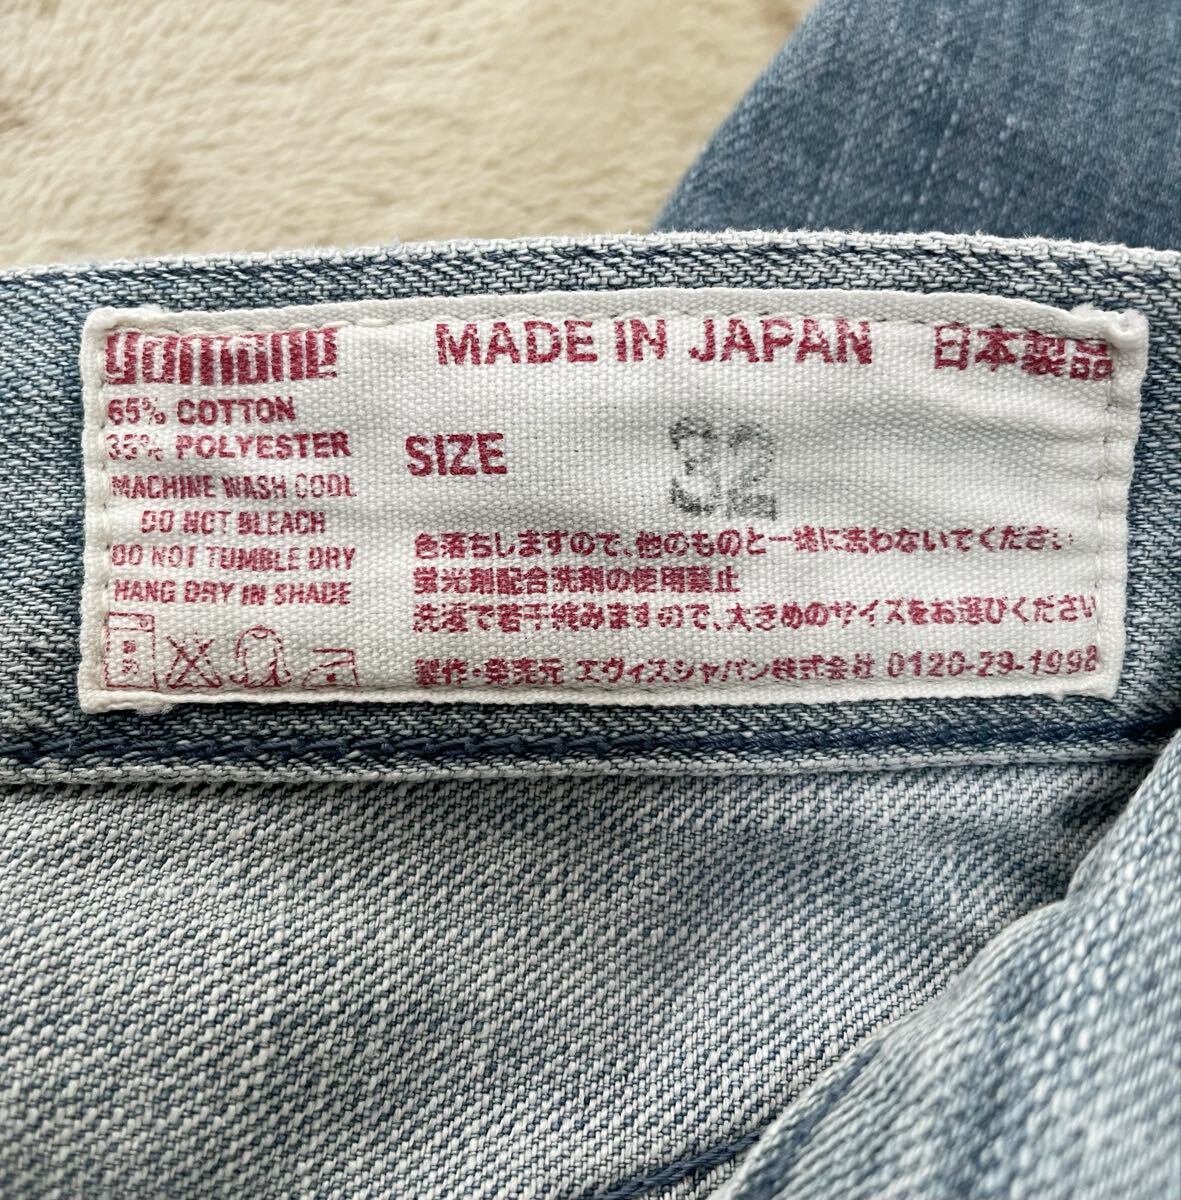 yamane
65% COTTON
35% POLYESTER
MACHINE WASH COOL
DO NOT BLEACH
DO NOT TUMBLE DRY
HANG DRY IN SHADE
MADE IN JAPAN 日本製品
SIZE 32
色落ちしますので、他のものと一緒に洗わないでください
蛍光剤配合洗剤の使用禁止
洗濯で若干縮みますので、大きめのサイズをお選びください
製作・発売元 エヴィスジャパン株式会社 0120-29-1998